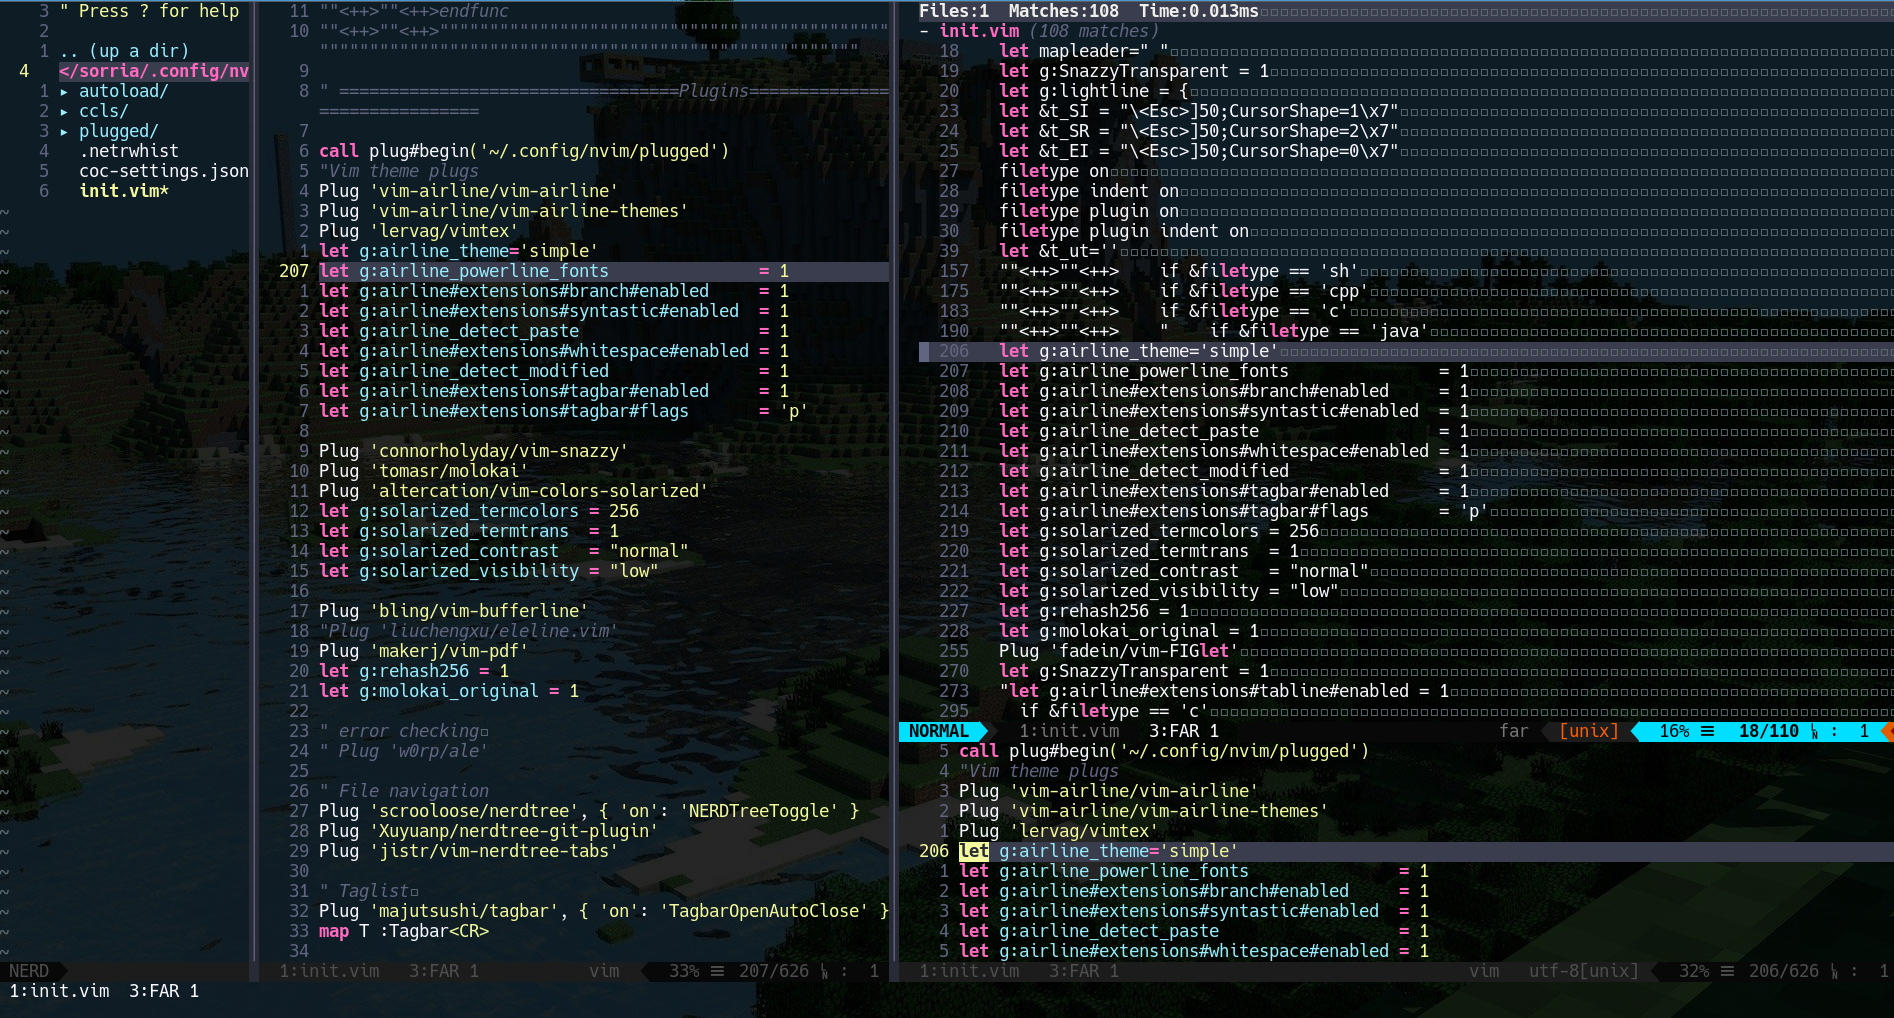 3 " Press ? for help
2
1 .. (up a dir)
4 </sorria/.config/nv
1 ▸ autoload/
2 ▸ ccls/
3 ▸ plugged/
4 .netrwhist
5 coc-settings.json
6 init.vim*
NERD
11 ""<++>""<++>endfunc
10 ""<++>""<++>"""""""""""""""""""""""""""""""""""""""""""""
""""""""""""""""""""""""""""""""""""""""""""""""""""""
9
8 " ==================================Plugins==============
================
7
6 call plug#begin('~/.config/nvim/plugged')
5 "Vim theme plugs
4 Plug 'vim-airline/vim-airline'
3 Plug 'vim-airline/vim-airline-themes'
2 Plug 'lervag/vimtex'
1 let g:airline_theme='simple'
207 let g:airline_powerline_fonts = 1
1 let g:airline#extensions#branch#enabled = 1
2 let g:airline#extensions#syntastic#enabled = 1
3 let g:airline_detect_paste = 1
4 let g:airline#extensions#whitespace#enabled = 1
5 let g:airline_detect_modified = 1
6 let g:airline#extensions#tagbar#enabled = 1
7 let g:airline#extensions#tagbar#flags = 'p'
8
9 Plug 'connorholyday/vim-snazzy'
10 Plug 'tomasr/molokai'
11 Plug 'altercation/vim-colors-solarized'
12 let g:solarized_termcolors = 256
13 let g:solarized_termtrans = 1
14 let g:solarized_contrast = "normal"
15 let g:solarized_visibility = "low"
16
17 Plug 'bling/vim-bufferline'
18 "Plug 'liuchengxu/eleline.vim'
19 Plug 'makerj/vim-pdf'
20 let g:rehash256 = 1
21 let g:molokai_original = 1
22
23 " error checking
24 " Plug 'w0rp/ale'
25
26 " File navigation
27 Plug 'scrooloose/nerdtree', { 'on': 'NERDTreeToggle' }
28 Plug 'Xuyuanp/nerdtree-git-plugin'
29 Plug 'jistr/vim-nerdtree-tabs'
30
31 " Taglist
32 Plug 'majutsushi/tagbar', { 'on': 'TagbarOpenAutoClose' }
33 map T :Tagbar<CR>
34
1:init.vim 3:FAR 1 vim 33% ☰ 207/626 ㏑ : 1
Files:1 Matches:108 Time:0.013ms
- init.vim (108 matches)
18 let mapleader=" "
19 let g:SnazzyTransparent = 1
20 let g:lightline = {
23 let &t_SI = "\<Esc>]50;CursorShape=1\x7"
24 let &t_SR = "\<Esc>]50;CursorShape=2\x7"
25 let &t_EI = "\<Esc>]50;CursorShape=0\x7"
27 filetype on
28 filetype indent on
29 filetype plugin on
30 filetype plugin indent on
39 let &t_ut=''
157 ""<++>""<++> if &filetype == 'sh'
175 ""<++>""<++> if &filetype == 'cpp'
183 ""<++>""<++> if &filetype == 'c'
190 ""<++>""<++> " if &filetype == 'java'
206 let g:airline_theme='simple'
207 let g:airline_powerline_fonts = 1
208 let g:airline#extensions#branch#enabled = 1
209 let g:airline#extensions#syntastic#enabled = 1
210 let g:airline_detect_paste = 1
211 let g:airline#extensions#whitespace#enabled = 1
212 let g:airline_detect_modified = 1
213 let g:airline#extensions#tagbar#enabled = 1
214 let g:airline#extensions#tagbar#flags = 'p'
219 let g:solarized_termcolors = 256
220 let g:solarized_termtrans = 1
221 let g:solarized_contrast = "normal"
222 let g:solarized_visibility = "low"
227 let g:rehash256 = 1
228 let g:molokai_original = 1
255 Plug 'fadein/vim-FIGlet'
270 let g:SnazzyTransparent = 1
273 "let g:airline#extensions#tabline#enabled = 1
295 if &filetype == 'c'
NORMAL 1:init.vim 3:FAR 1 far [unix] 16% ☰ 18/110 ㏑ : 1
5 call plug#begin('~/.config/nvim/plugged')
4 "Vim theme plugs
3 Plug 'vim-airline/vim-airline'
2 Plug 'vim-airline/vim-airline-themes'
1 Plug 'lervag/vimtex'
206 let g:airline_theme='simple'
1 let g:airline_powerline_fonts = 1
2 let g:airline#extensions#branch#enabled = 1
3 let g:airline#extensions#syntastic#enabled = 1
4 let g:airline_detect_paste = 1
5 let g:airline#extensions#whitespace#enabled = 1
1:init.vim 3:FAR 1 vim utf-8[unix] 32% ☰ 206/626 ㏑ : 1
1:init.vim 3:FAR 1